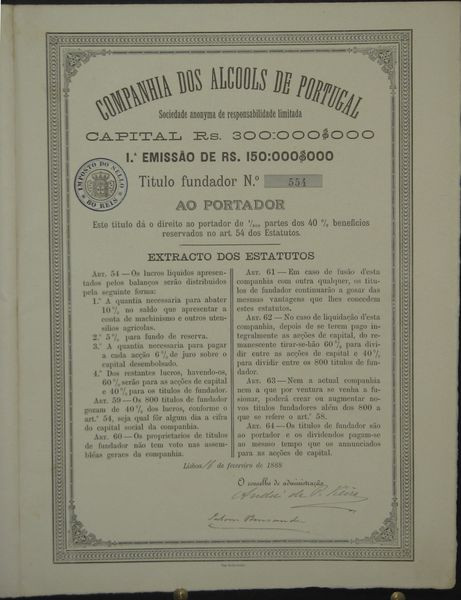 COMPANHIA DOS ALCOOLS DE PORTUGAL
Sociedade anonyma de responsabilidade limitada
CAPITAL RS. 300:000$000
1.ª EMISSÃO DE RS. 150:000$000
IMPOSTO DO SELLO
80 REIS
Titulo fundador N.º 554
AO PORTADOR
Este titulo dá o direito ao portador de 1/800 partes dos 40 % beneficios
reservados no art. 54 dos Estatutos.
EXTRACTO DOS ESTATUTOS
ART. 54 — Os lucros liquidos apresen-
tados pelos balanços serão distribuidos
pela seguinte fórma:
1.º A quantia necessaria para abater
10 % no saldo que apresentar a
conta de machinismo e outros uten-
silios agricolas.
2.º 5 % para fundo de reserva.
3.º A quantia necessaria para pagar
a cada acção 6 % de juro sobre o
capital desembolsado.
4.º Dos restantes lucros, havendo-os,
60 % serão para as acções de capital
e 40 % para os titulos de fundador.
ART. 59 — Os 800 titulos de fundador
gozam de 40 % dos lucros, conforme o
art.º 54, seja qual fôr algum dia a cifra
do capital social da companhia.
ART. 60 — Os proprietarios de titulos
de fundador não tem voto nas assem-
bléas geraes da companhia.
ART. 61 — Em caso de fusão d'esta
companhia com outra qualquer, os titu-
los de fundador continuarão a gosar das
mesmas vantagens que lhes concedem
estes estatutos.
ART. 62 — No caso de liquidação d'esta
companhia, depois de se terem pago in-
tegralmente as acções de capital, do re-
manescente tirar-se-hão 60 % para divi-
dir entre as acções de capital e 40 %
para dividir entre os 800 titulos de fun-
dador.
ART. 63 — Nem a actual companhia
nem a que por ventura se venha a fu-
sionar, poderá crear ou augmentar no-
vos titulos fundadores além dos 800 a
que se refere o art.º 58.
ART. 64 — Os titulos de fundador são
ao portador e os dividendos pagam-se
ao mesmo tempo que os annunciados
para as acções de capital.
Lisboa de fevereiro de 1888
O conselho de administração,